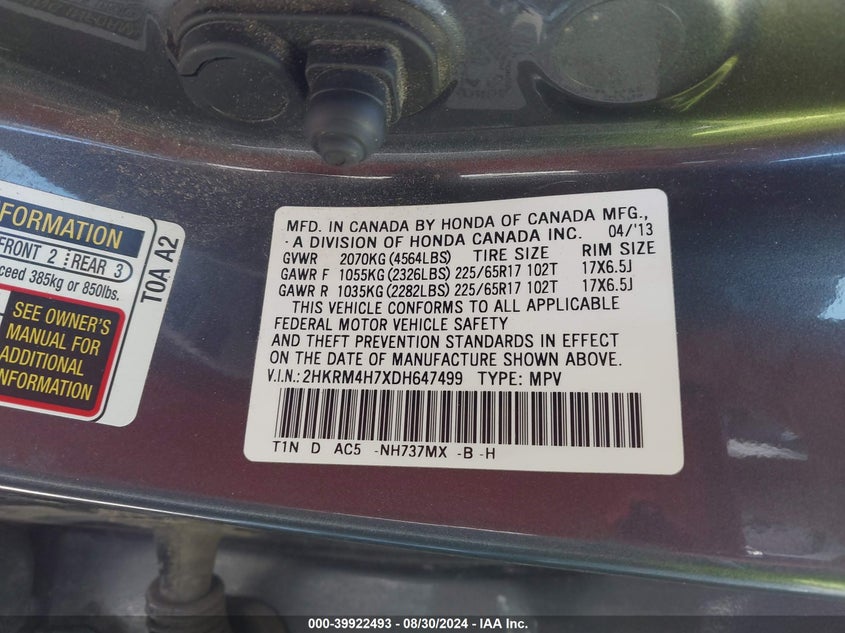 MFD. IN CANADA BY HONDA OF CANADA MFG.,
A DIVISION OF HONDA CANADA INC. 04/'13
GVWR 2070KG (4564LBS) TIRE SIZE RIM SIZE
GAWR F 1055KG (2326LBS) 225/65R17 102T 17X6.5J
GAWR R 1035KG (2282LBS) 225/65R17 102T 17X6.5J
THIS VEHICLE CONFORMS TO ALL APPLICABLE
FEDERAL MOTOR VEHICLE SAFETY
AND THEFT PREVENTION STANDARDS IN EFFECT
ON THE DATE OF MANUFACTURE SHOWN ABOVE.
V.I.N.: 2HKRM4H7XDH647499 TYPE: MPV
T1N D AC5 -NH737MX -B -H
FRONT 2 REAR 3
385kg or 850lbs.
SEE OWNER'S
MANUAL FOR
ADDITIONAL
T0A A2
000-39922493 - 08/30/2024 - IAA Inc.